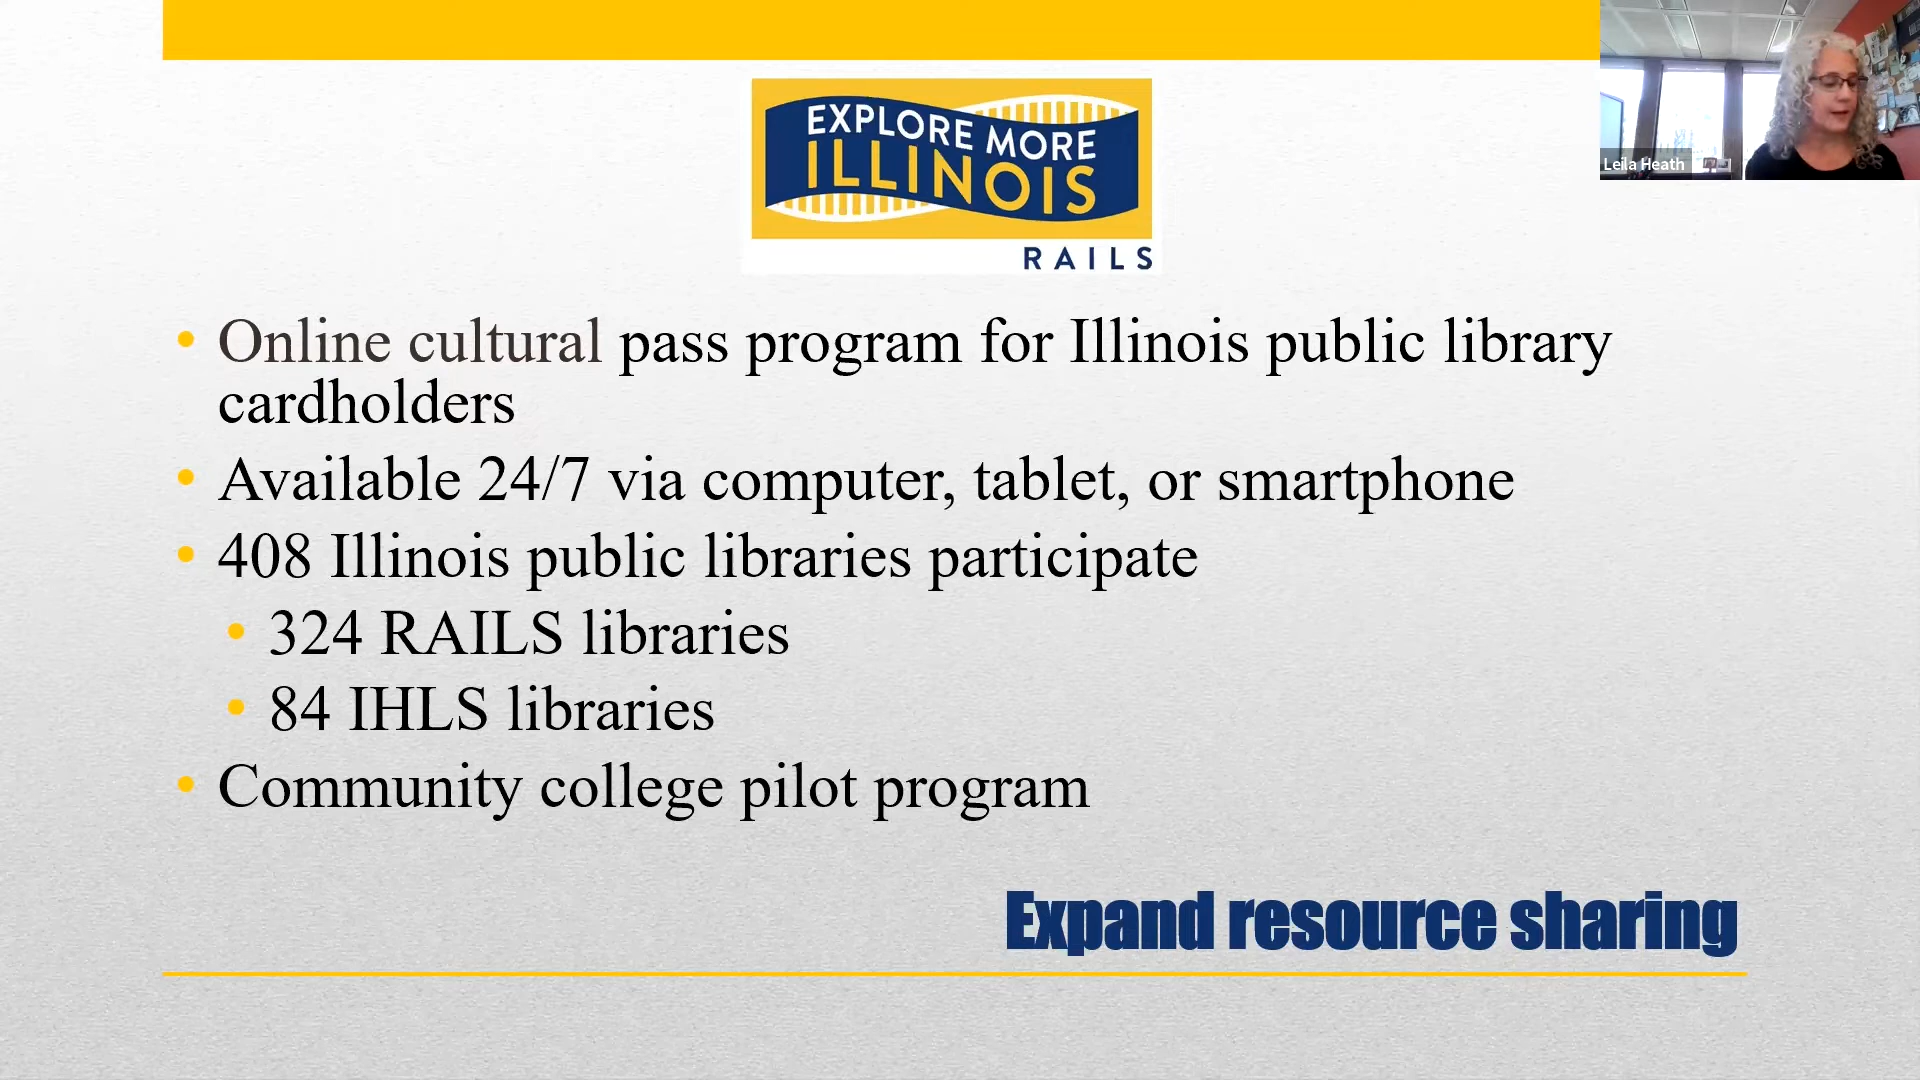 EXPLORE MORE
ILLINOIS
RAILS
Leila Heath
• Online cultural pass program for Illinois public library
cardholders
• Available 24/7 via computer, tablet, or smartphone
• 408 Illinois public libraries participate
• 324 RAILS libraries
• 84 IHLS libraries
• Community college pilot program
Expand resource sharing